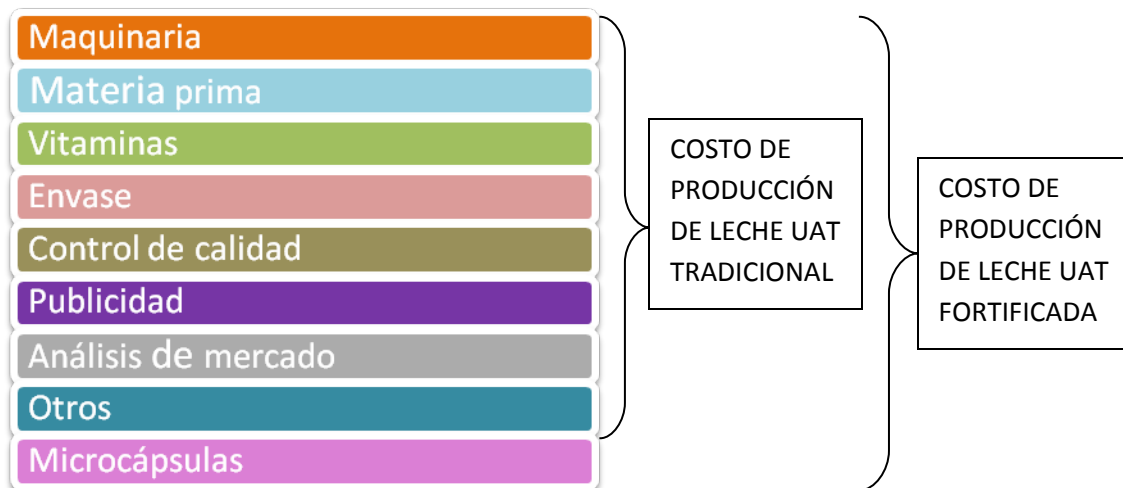 Maquinaria
Materia prima
Vitaminas
Envase
Control de calidad
Publicidad
Análisis de mercado
Otros
Microcápsulas
COSTO DE
PRODUCCIÓN
DE LECHE UAT
TRADICIONAL
COSTO DE
PRODUCCIÓN
DE LECHE UAT
FORTIFICADA